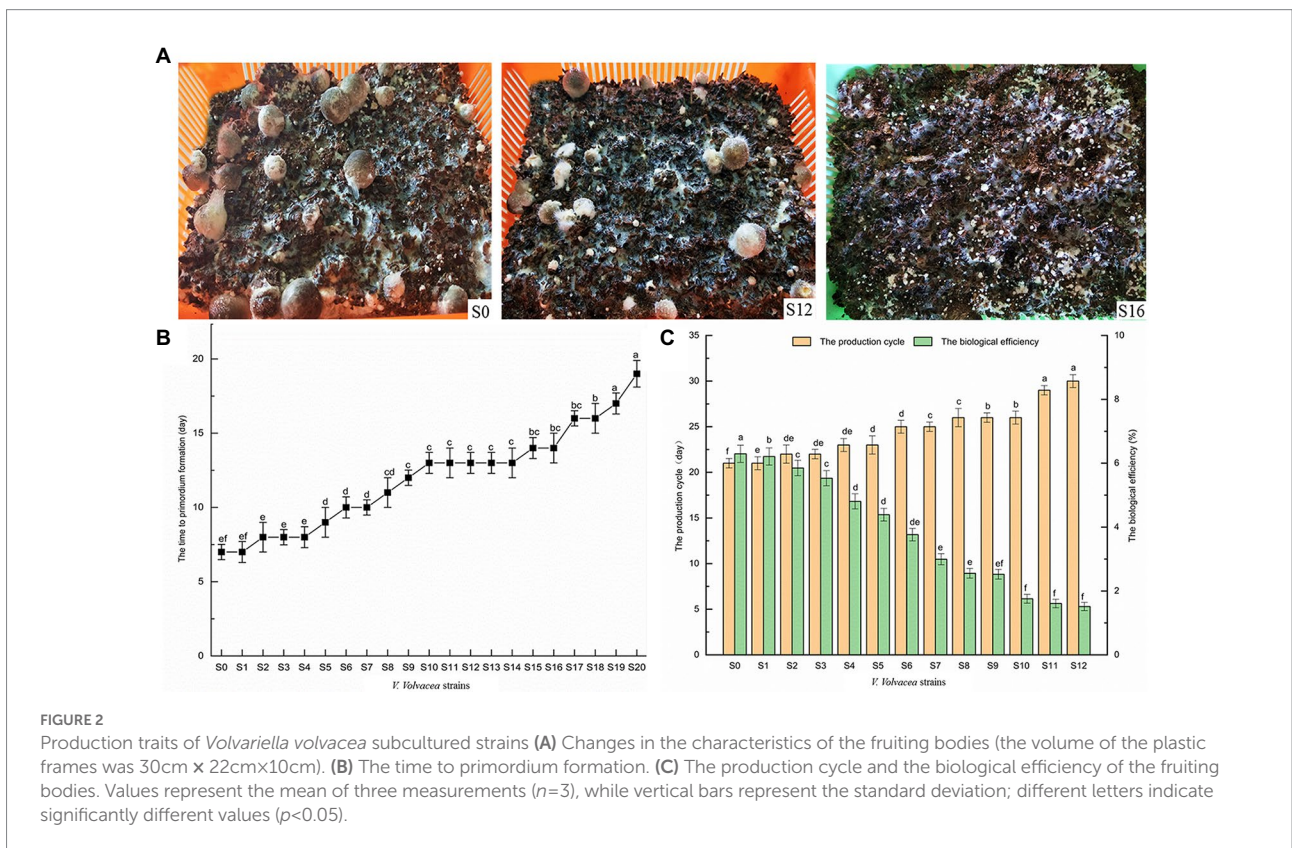 A
S0
S12
S16
B
The time to primordium formation (day)
20
15
10
5
0
ef ef e e e d d d cd c c c c c c bc bc bc b a a
S0 S1 S2 S3 S4 S5 S6 S7 S8 S9 S10 S11 S12 S13 S14 S15 S16 S17 S18 S19 S20
V. Volvacea strains
C
The production cycle
The biological efficiency
The production cycle (day)
35
30
25
20
15
10
5
0
f a e b de c de c de d d d d de c e c e b ef b f a f a f
10
8
6
4
2
0
The biological efficiency (%)
S0 S1 S2 S3 S4 S5 S6 S7 S8 S9 S10 S11 S12
V. Volvacea strains
FIGURE 2
Production traits of Volvariella volvacea subcultured strains (A) Changes in the characteristics of the fruiting bodies (the volume of the plastic
frames was 30cm × 22cm×10cm). (B) The time to primordium formation. (C) The production cycle and the biological efficiency of the fruiting
bodies. Values represent the mean of three measurements (n=3), while vertical bars represent the standard deviation; different letters indicate
significantly different values (p<0.05).